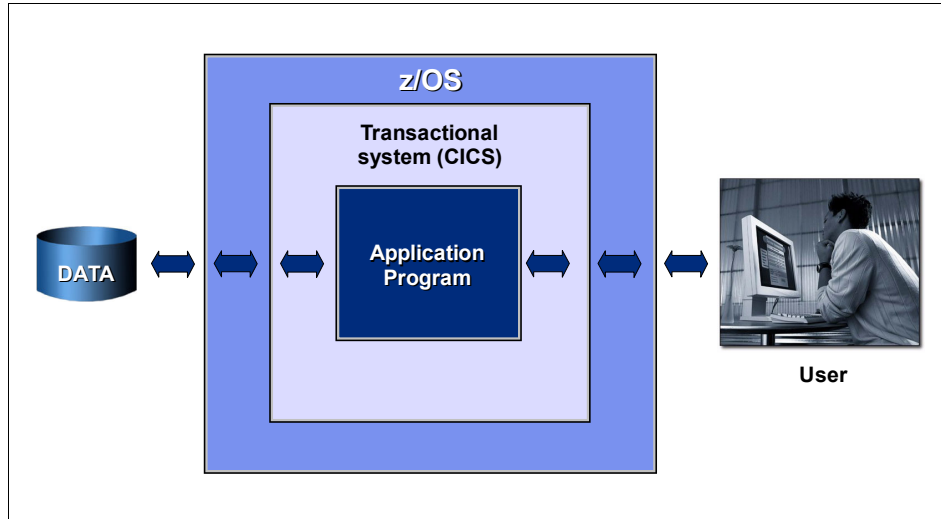 z/OS
Transactional
system (CICS)
Application
Program
DATA
User